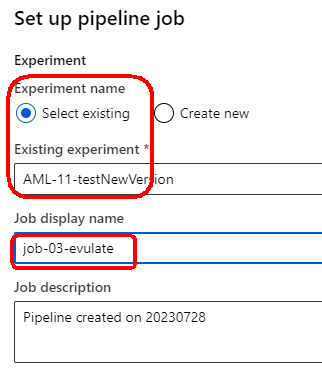 Set up pipeline job
Experiment
Experiment name
Select existing Create new
Existing experiment *
AML-11-testNewVersion
Job display name
job-03-evulate
Job description
Pipeline created on 20230728